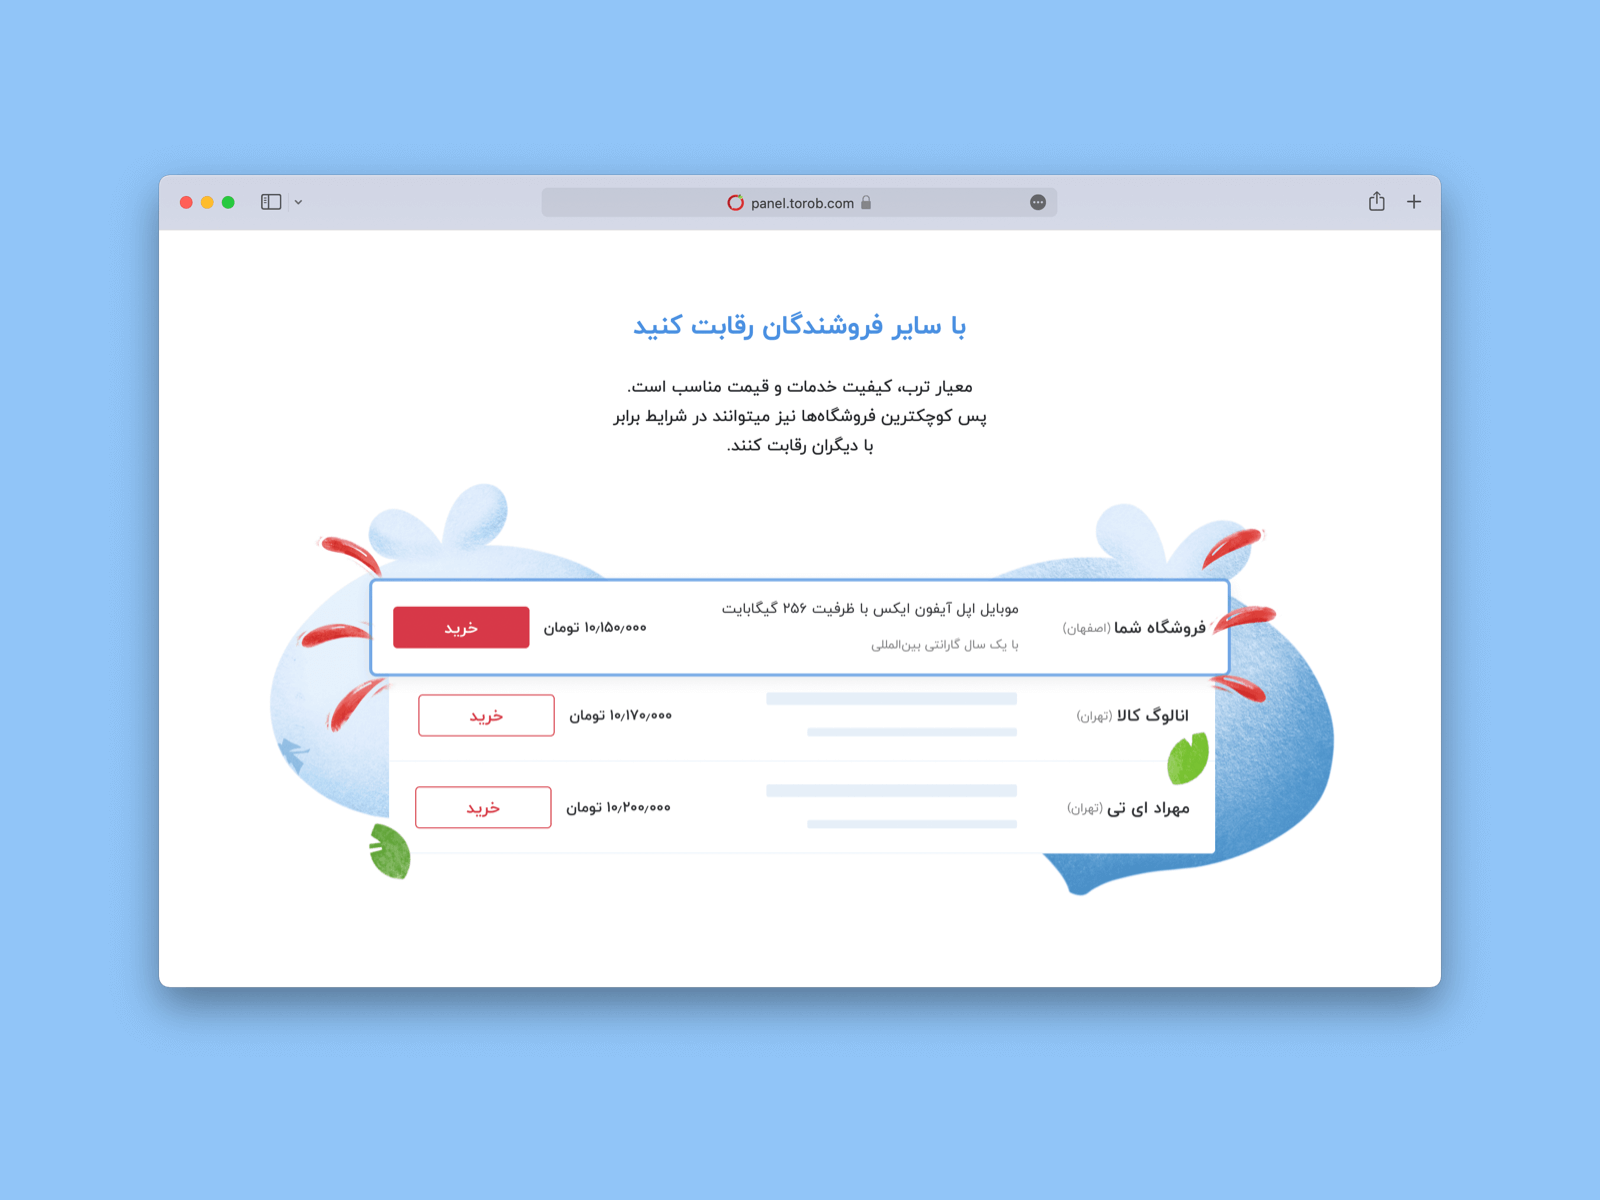 panel.torob.com
با سایر فروشندگان رقابت کنید
معیار ترب، کیفیت خدمات و قیمت مناسب است.
پس کوچکترین فروشگاه‌ها نیز میتوانند در شرایط برابر
با دیگران رقابت کنند.
فروشگاه شما (اصفهان)
موبایل اپل آیفون ایکس با ظرفیت ۲۵۶ گیگابایت
با یک سال گارانتی بین‌المللی
۱۰٫۱۵۰٫۰۰۰ تومان
خرید
انالوگ کالا (تهران)
۱۰٫۱۷۰٫۰۰۰ تومان
خرید
مهراد ای تی (تهران)
۱۰٫۲۰۰٫۰۰۰ تومان
خرید